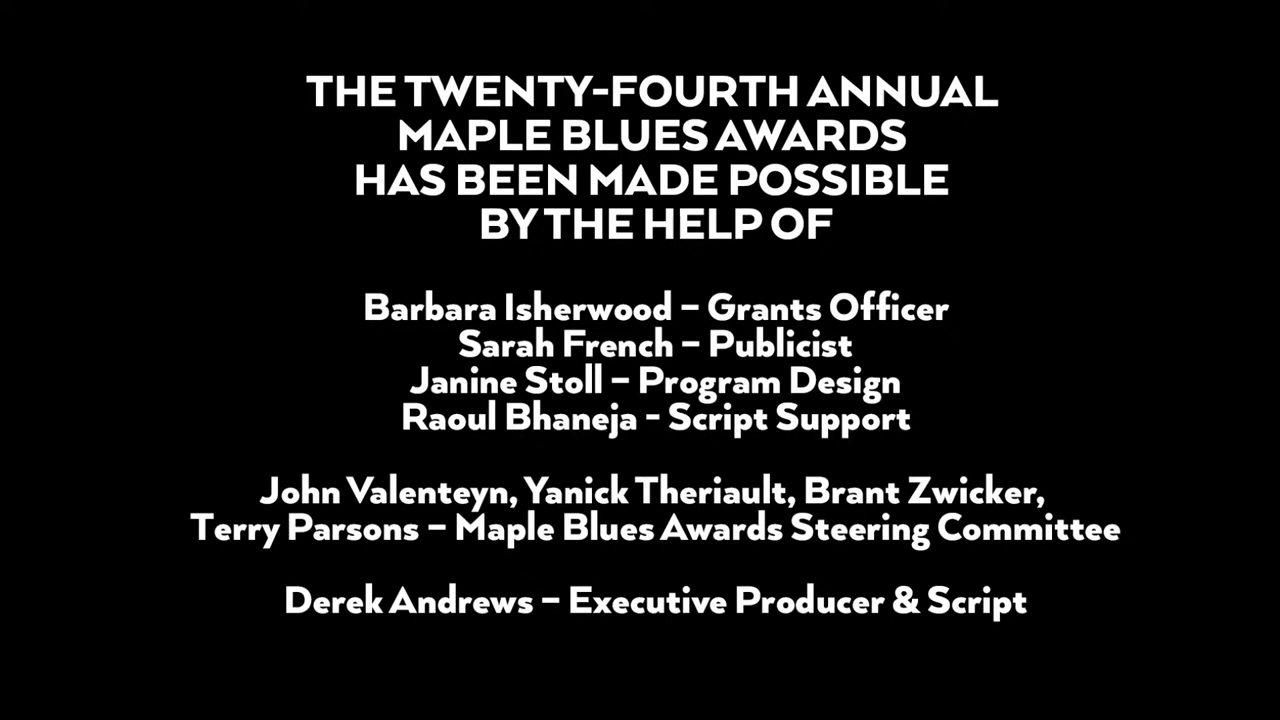 THE TWENTY-FOURTH ANNUAL
MAPLE BLUES AWARDS
HAS BEEN MADE POSSIBLE
BY THE HELP OF
Barbara Isherwood – Grants Officer
Sarah French – Publicist
Janine Stoll – Program Design
Raoul Bhaneja - Script Support
John Valenteyn, Yanick Theriault, Brant Zwicker,
Terry Parsons – Maple Blues Awards Steering Committee
Derek Andrews – Executive Producer & Script